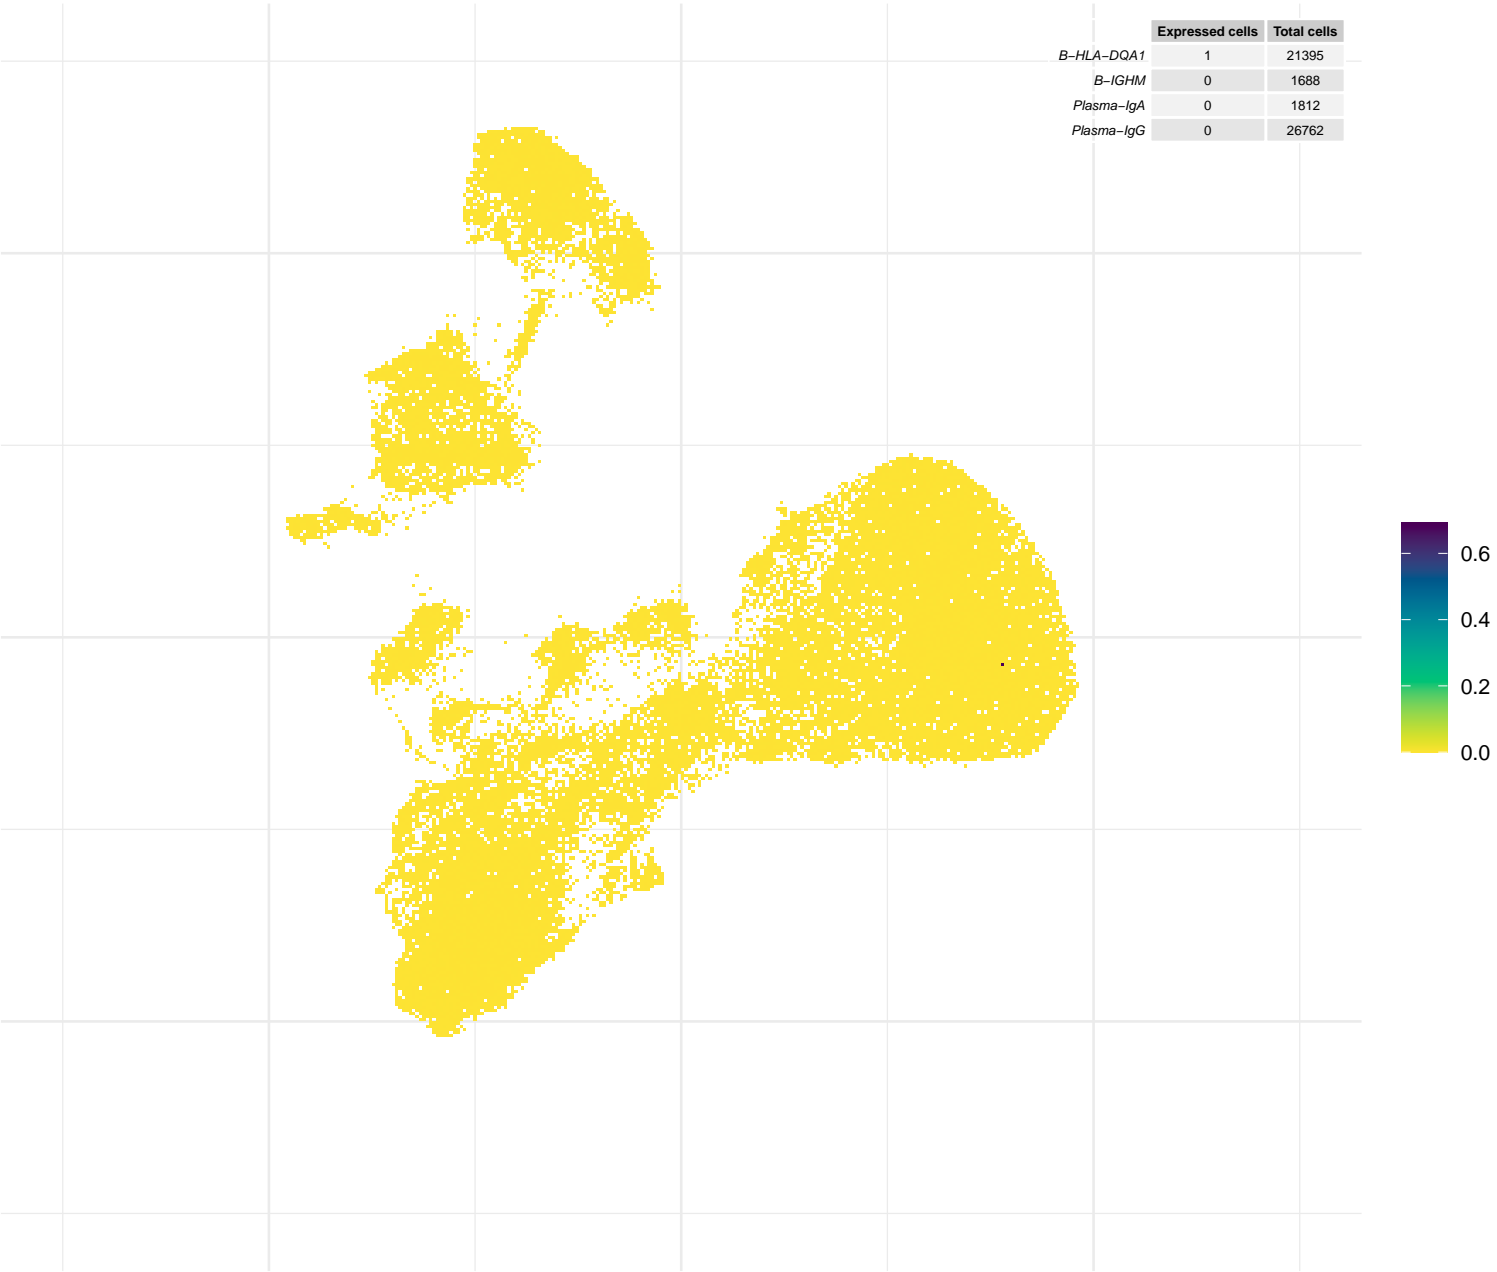 Expressed cells Total cells
B−HLA−DQA1 1 21395
B−IGHM 0 1688
Plasma−IgA 0 1812
Plasma−IgG 0 26762
0.6
0.4
0.2
0.0